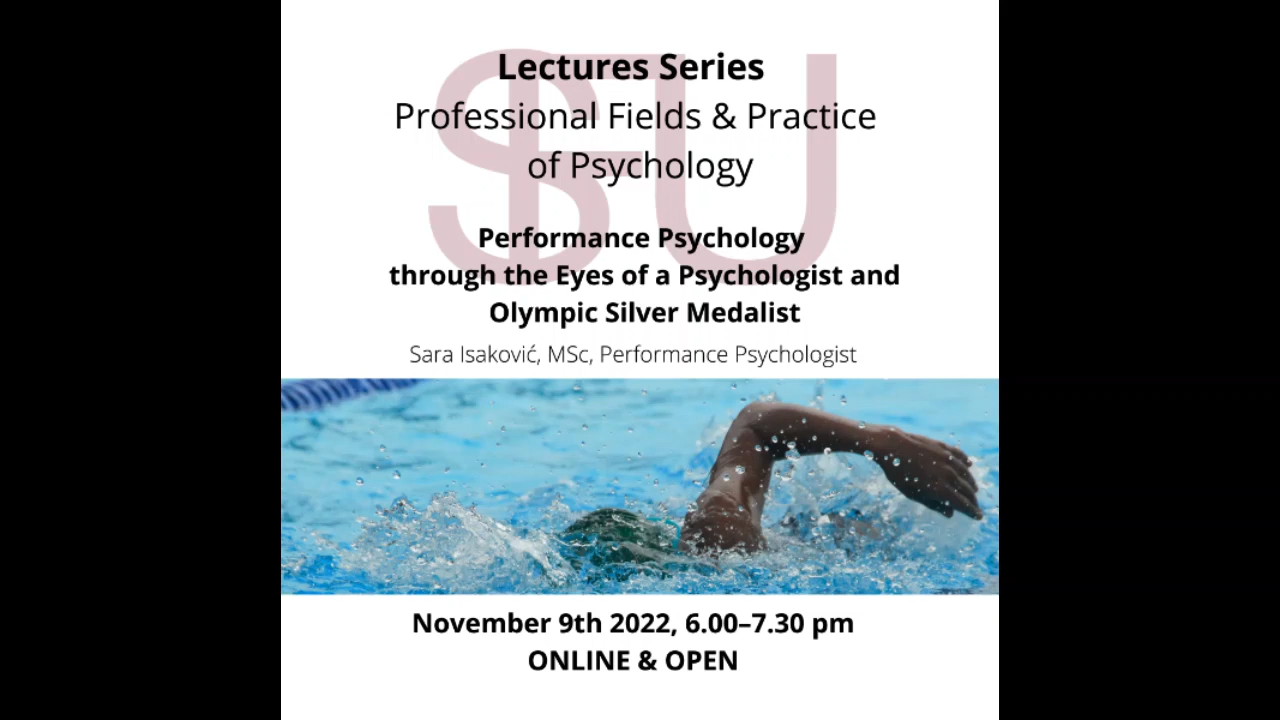 SFU
Lectures Series
Professional Fields & Practice
of Psychology
Performance Psychology
through the Eyes of a Psychologist and
Olympic Silver Medalist
Sara Isaković, MSc, Performance Psychologist
November 9th 2022, 6.00–7.30 pm
ONLINE & OPEN